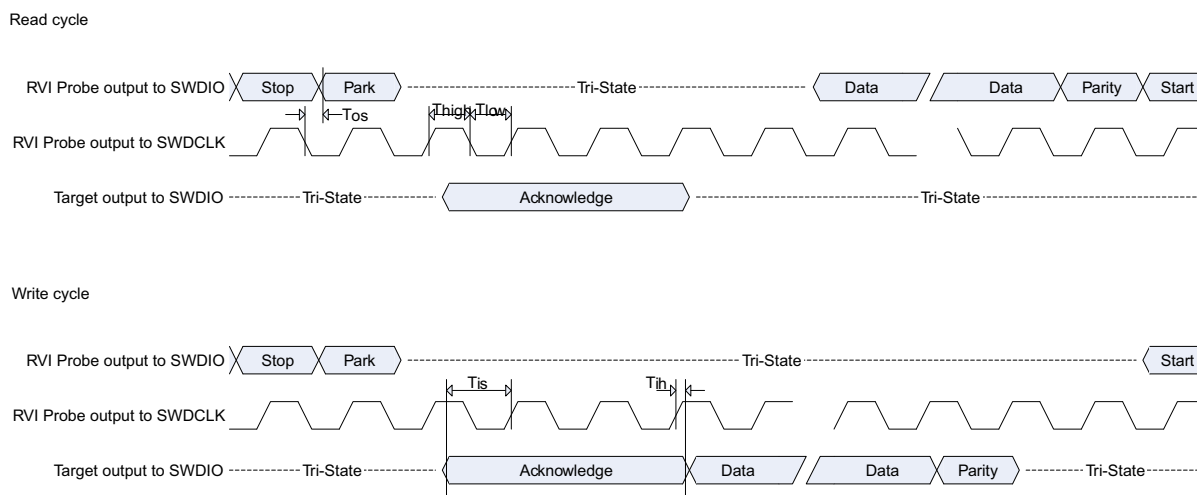 Read cycle
RVI Probe output to SWDIO Stop Park Tri-State Data Data Parity Start
Tos Thigh Tlow
RVI Probe output to SWDCLK
Target output to SWDIO Tri-State Acknowledge Tri-State
Write cycle
RVI Probe output to SWDIO Stop Park Tri-State Start
Tis Tih
RVI Probe output to SWDCLK
Target output to SWDIO Tri-State Acknowledge Data Data Parity Tri-State